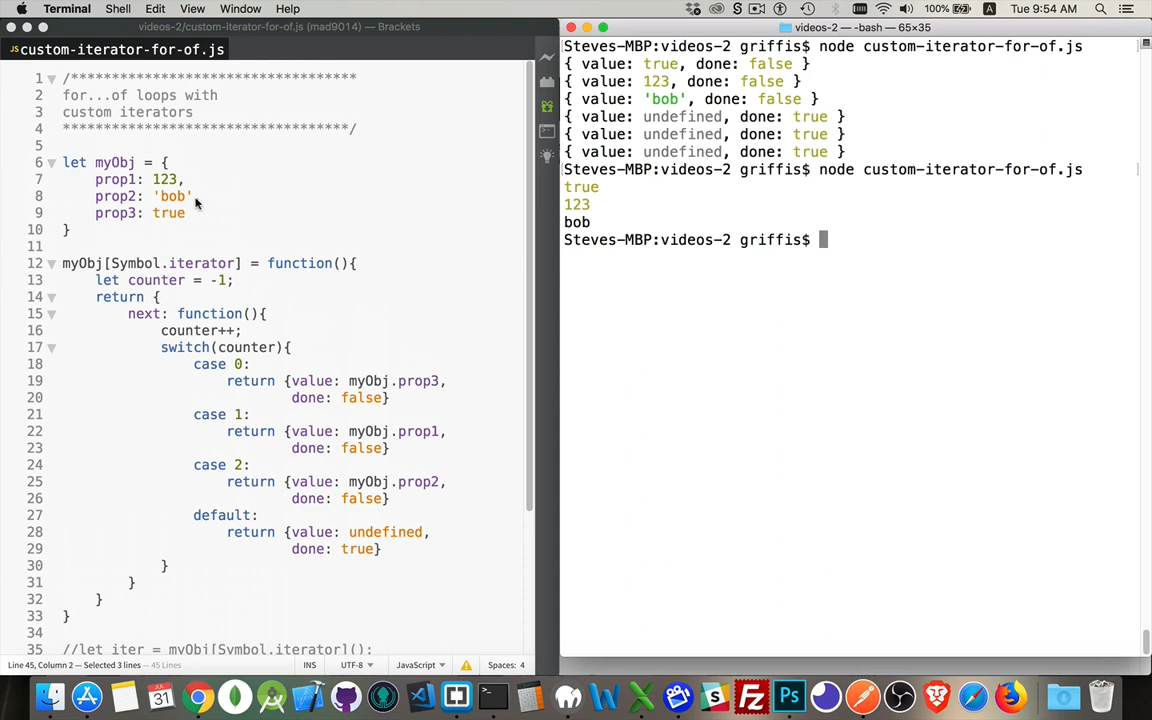 Terminal Shell Edit View Window Help 100% Tue 9:54 AM
videos-2/custom-iterator-for-of.js (mad9014) — Brackets
JS custom-iterator-for-of.js
1 /*********************************
2 for...of loops with
3 custom iterators
4 *********************************/
5
6 let myObj = {
7 prop1: 123,
8 prop2: 'bob',
9 prop3: true
10 }
11
12 myObj[Symbol.iterator] = function(){
13 let counter = -1;
14 return {
15 next: function(){
16 counter++;
17 switch(counter){
18 case 0:
19 return {value: myObj.prop3,
20 done: false}
21 case 1:
22 return {value: myObj.prop1,
23 done: false}
24 case 2:
25 return {value: myObj.prop2,
26 done: false}
27 default:
28 return {value: undefined,
29 done: true}
30 }
31 }
32 }
33 }
34
35 //let iter = myObj[Symbol.iterator]();
Line 45, Column 2 — Selected 3 lines — 45 Lines INS UTF-8 JavaScript Spaces: 4
videos-2 — -bash — 65×35
[Steves-MBP:videos-2 griffis$ node custom-iterator-for-of.js ]
{ value: true, done: false }
{ value: 123, done: false }
{ value: 'bob', done: false }
{ value: undefined, done: true }
{ value: undefined, done: true }
{ value: undefined, done: true }
[Steves-MBP:videos-2 griffis$ node custom-iterator-for-of.js ]
true
123
bob
Steves-MBP:videos-2 griffis$